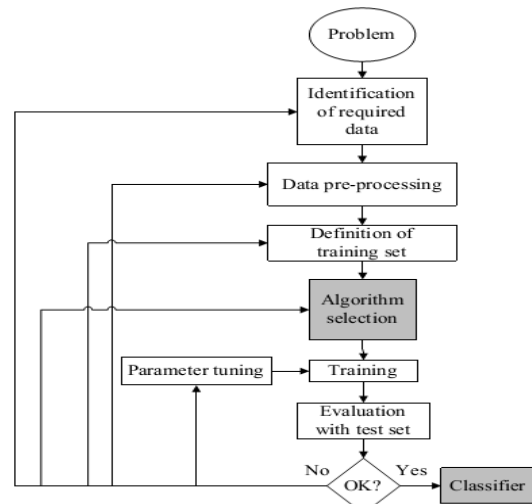 Problem
Identification
of required
data
Data pre-processing
Definition of
training set
Algorithm
selection
Parameter tuning
Training
Evaluation
with test set
No
OK?
Yes
Classifier